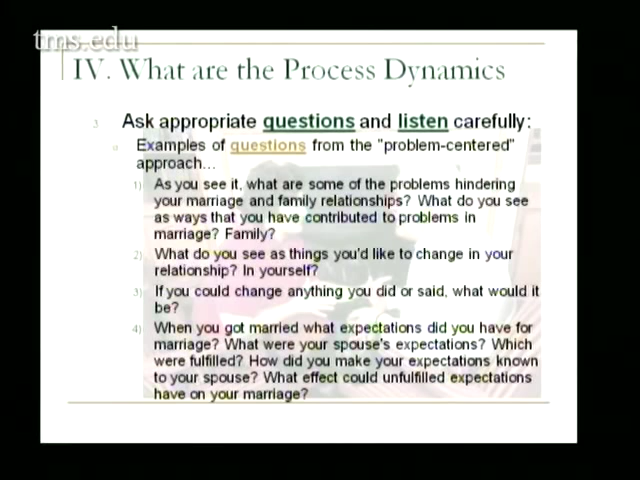 tms.edu
IV. What are the Process Dynamics
3 Ask appropriate questions and listen carefully:
Examples of questions from the "problem-centered"
approach...
1) As you see it, what are some of the problems hindering
your marriage and family relationships? What do you see
as ways that you have contributed to problems in
marriage? Family?
2) What do you see as things you'd like to change in your
relationship? In yourself?
3) If you could change anything you did or said, what would it
be?
4) When you got married what expectations did you have for
marriage? What were your spouse's expectations? Which
were fulfilled? How did you make your expectations known
to your spouse? What effect could unfulfilled expectations
have on your marriage?